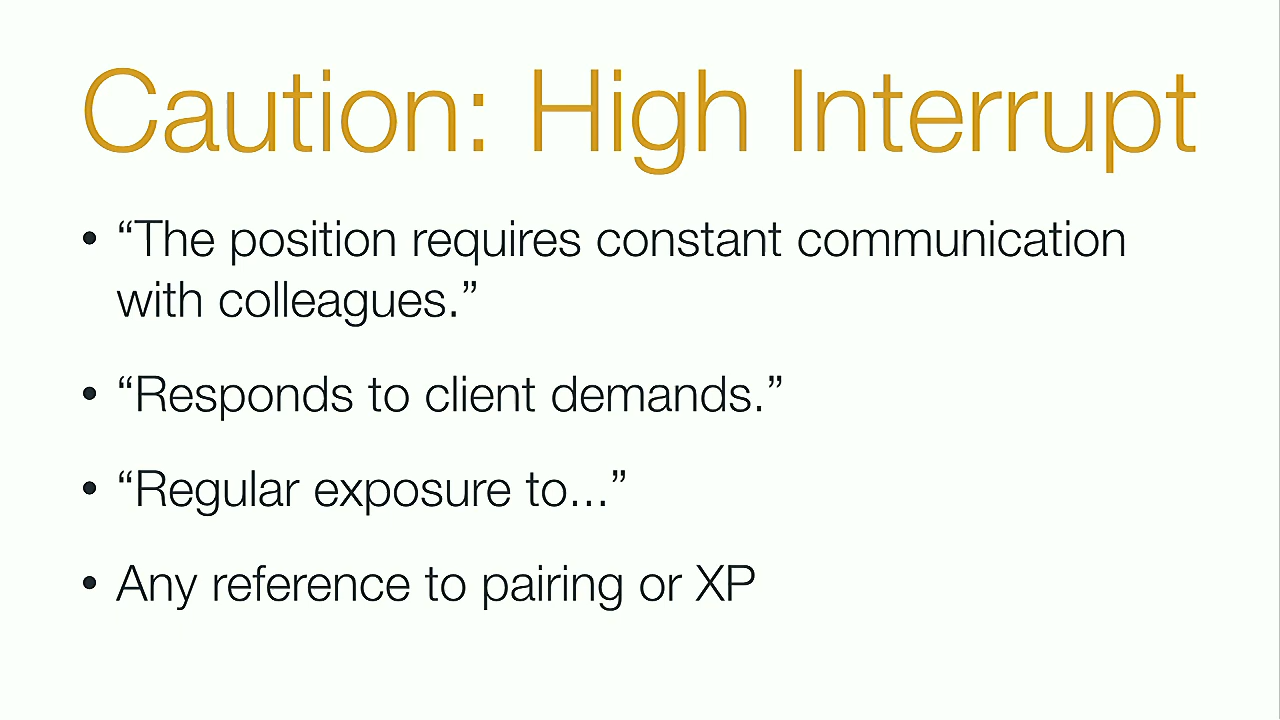 Caution: High Interrupt
• “The position requires constant communication
with colleagues.”
• “Responds to client demands.”
• “Regular exposure to...”
• Any reference to pairing or XP